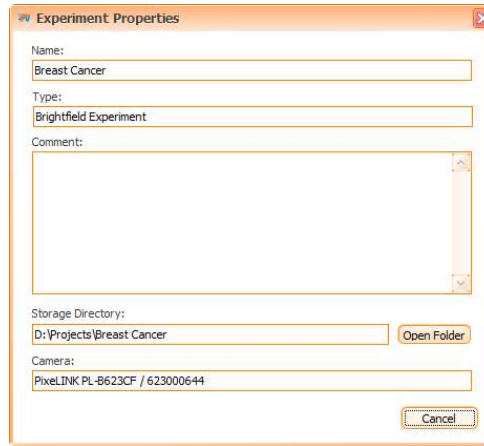 Experiment Properties
Name:
Breast Cancer
Type:
Brightfield Experiment
Comment:
Storage Directory:
D:\Projects\Breast Cancer
Open Folder
Camera:
PixeLINK PL-B623CF / 623000644
Cancel